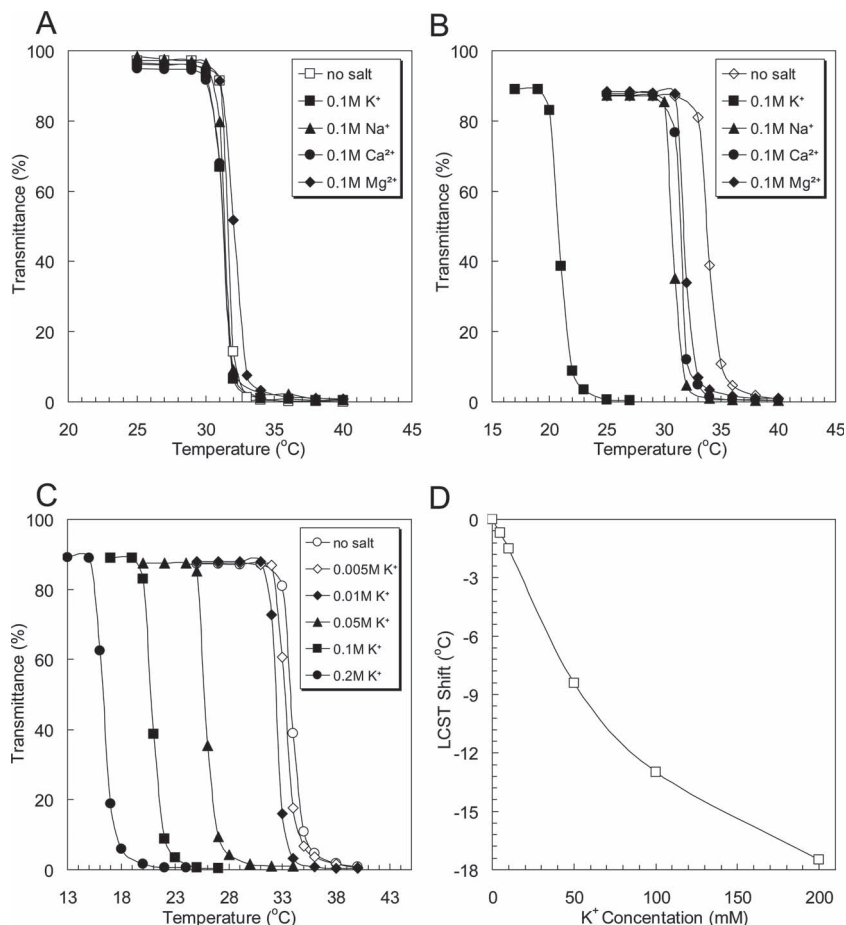 A
100
80
60
40
20
0
Transmittance (%)
no salt
0.1M K⁺
0.1M Na⁺
0.1M Ca²⁺
0.1M Mg²⁺
20 25 30 35 40 45
Temperature (°C)
B
100
80
60
40
20
0
Transmittance (%)
no salt
0.1M K⁺
0.1M Na⁺
0.1M Ca²⁺
0.1M Mg²⁺
15 20 25 30 35 40 45
Temperature (°C)
C
100
80
60
40
20
0
Transmittance (%)
no salt
0.005M K⁺
0.01M K⁺
0.05M K⁺
0.1M K⁺
0.2M K⁺
13 18 23 28 33 38 43
Temperature (°C)
D
0
-3
-6
-9
-12
-15
-18
LCST Shift (°C)
0 50 100 150 200
K⁺ Concentation (mM)